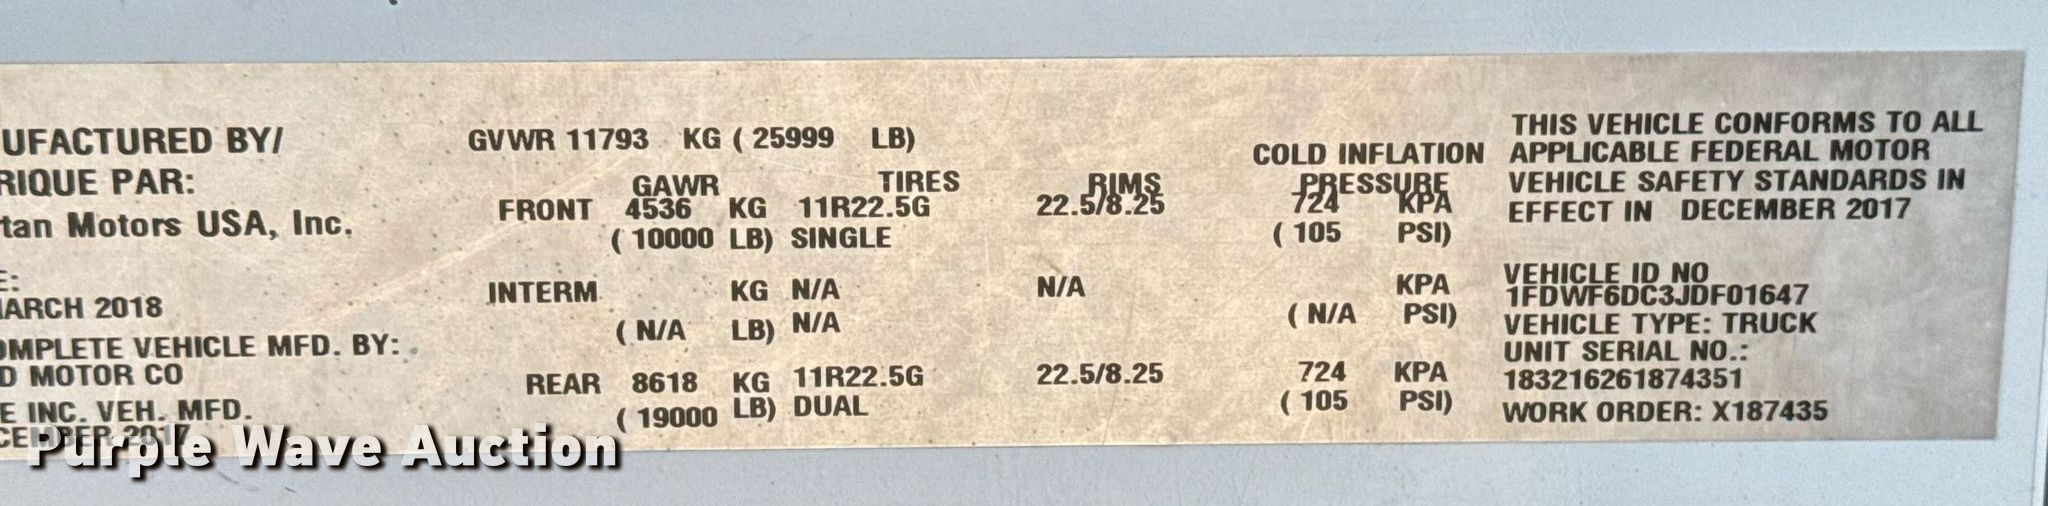 UFACTURED BY/
RIQUE PAR:
tan Motors USA, Inc.
E:
MARCH 2018
OMPLETE VEHICLE MFD. BY:
D MOTOR CO
E INC. VEH. MFD.
CEMBER 2017
GVWR 11793 KG ( 25999 LB)
GAWR TIRES RIMS COLD INFLATION PRESSURE
FRONT 4536 KG 11R22.5G 22.5/8.25 724 KPA
( 10000 LB) SINGLE ( 105 PSI)
INTERM KG N/A N/A KPA
( N/A LB) N/A ( N/A PSI)
REAR 8618 KG 11R22.5G 22.5/8.25 724 KPA
( 19000 LB) DUAL ( 105 PSI)
THIS VEHICLE CONFORMS TO ALL
APPLICABLE FEDERAL MOTOR
VEHICLE SAFETY STANDARDS IN
EFFECT IN DECEMBER 2017
VEHICLE ID NO
1FDWF6DC3JDF01647
VEHICLE TYPE: TRUCK
UNIT SERIAL NO.:
183216261874351
WORK ORDER: X187435
Purple Wave Auction